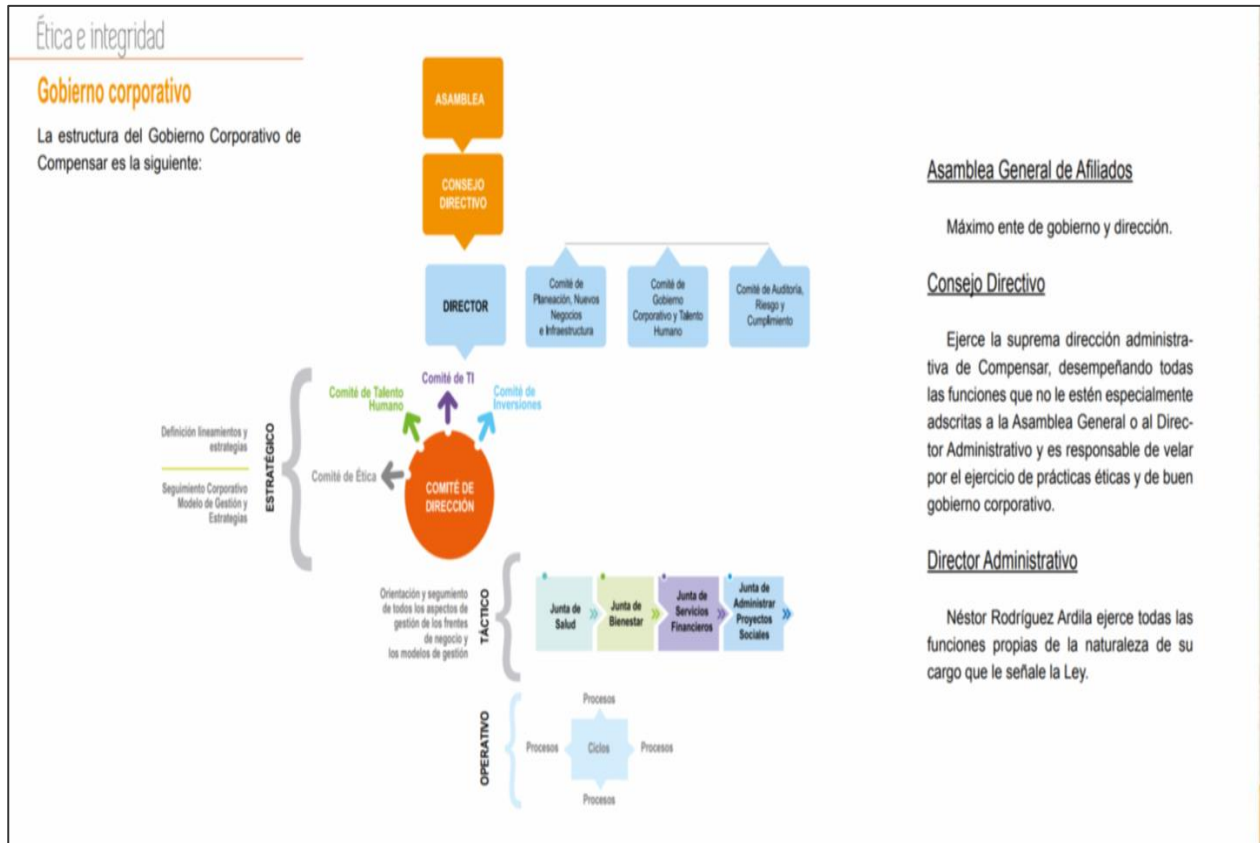 Ética e integridad
Gobierno corporativo
La estructura del Gobierno Corporativo de
Compensar es la siguiente:
ASAMBLEA
CONSEJO
DIRECTIVO
DIRECTOR
Comité de
Planeación, Nuevos
Negocios
e Infraestructura
Comité de
Gobierno
Corporativo y Talento
Humano
Comité de Auditoría,
Riesgo y
Cumplimiento
Definición lineamientos y
estrategias
Seguimiento Corporativo
Modelo de Gestión y
Estrategias
ESTRATÉGICO
Comité de Talento
Humano
Comité de TI
Comité de
Inversiones
Comité de Ética
COMITÉ DE
DIRECCIÓN
Orientación y segumiento
de todos los aspectos de
gestión de los frentes
de negocio y
los modelos de gestión
TÁCTICO
Junta de
Salud
Junta de
Bienestar
Junta de
Servicios
Financieros
Junta de
Administrar
Proyectos
Sociales
OPERATIVO
Procesos
Procesos
Ciclos
Procesos
Procesos
Asamblea General de Afiliados
Máximo ente de gobierno y dirección.
Consejo Directivo
Ejerce la suprema dirección administra-
tiva de Compensar, desempeñando todas
las funciones que no le estén especialmente
adscritas a la Asamblea General o al Direc-
tor Administrativo y es responsable de velar
por el ejercicio de prácticas éticas y de buen
gobierno corporativo.
Director Administrativo
Néstor Rodríguez Ardila ejerce todas las
funciones propias de la naturaleza de su
cargo que le señale la Ley.